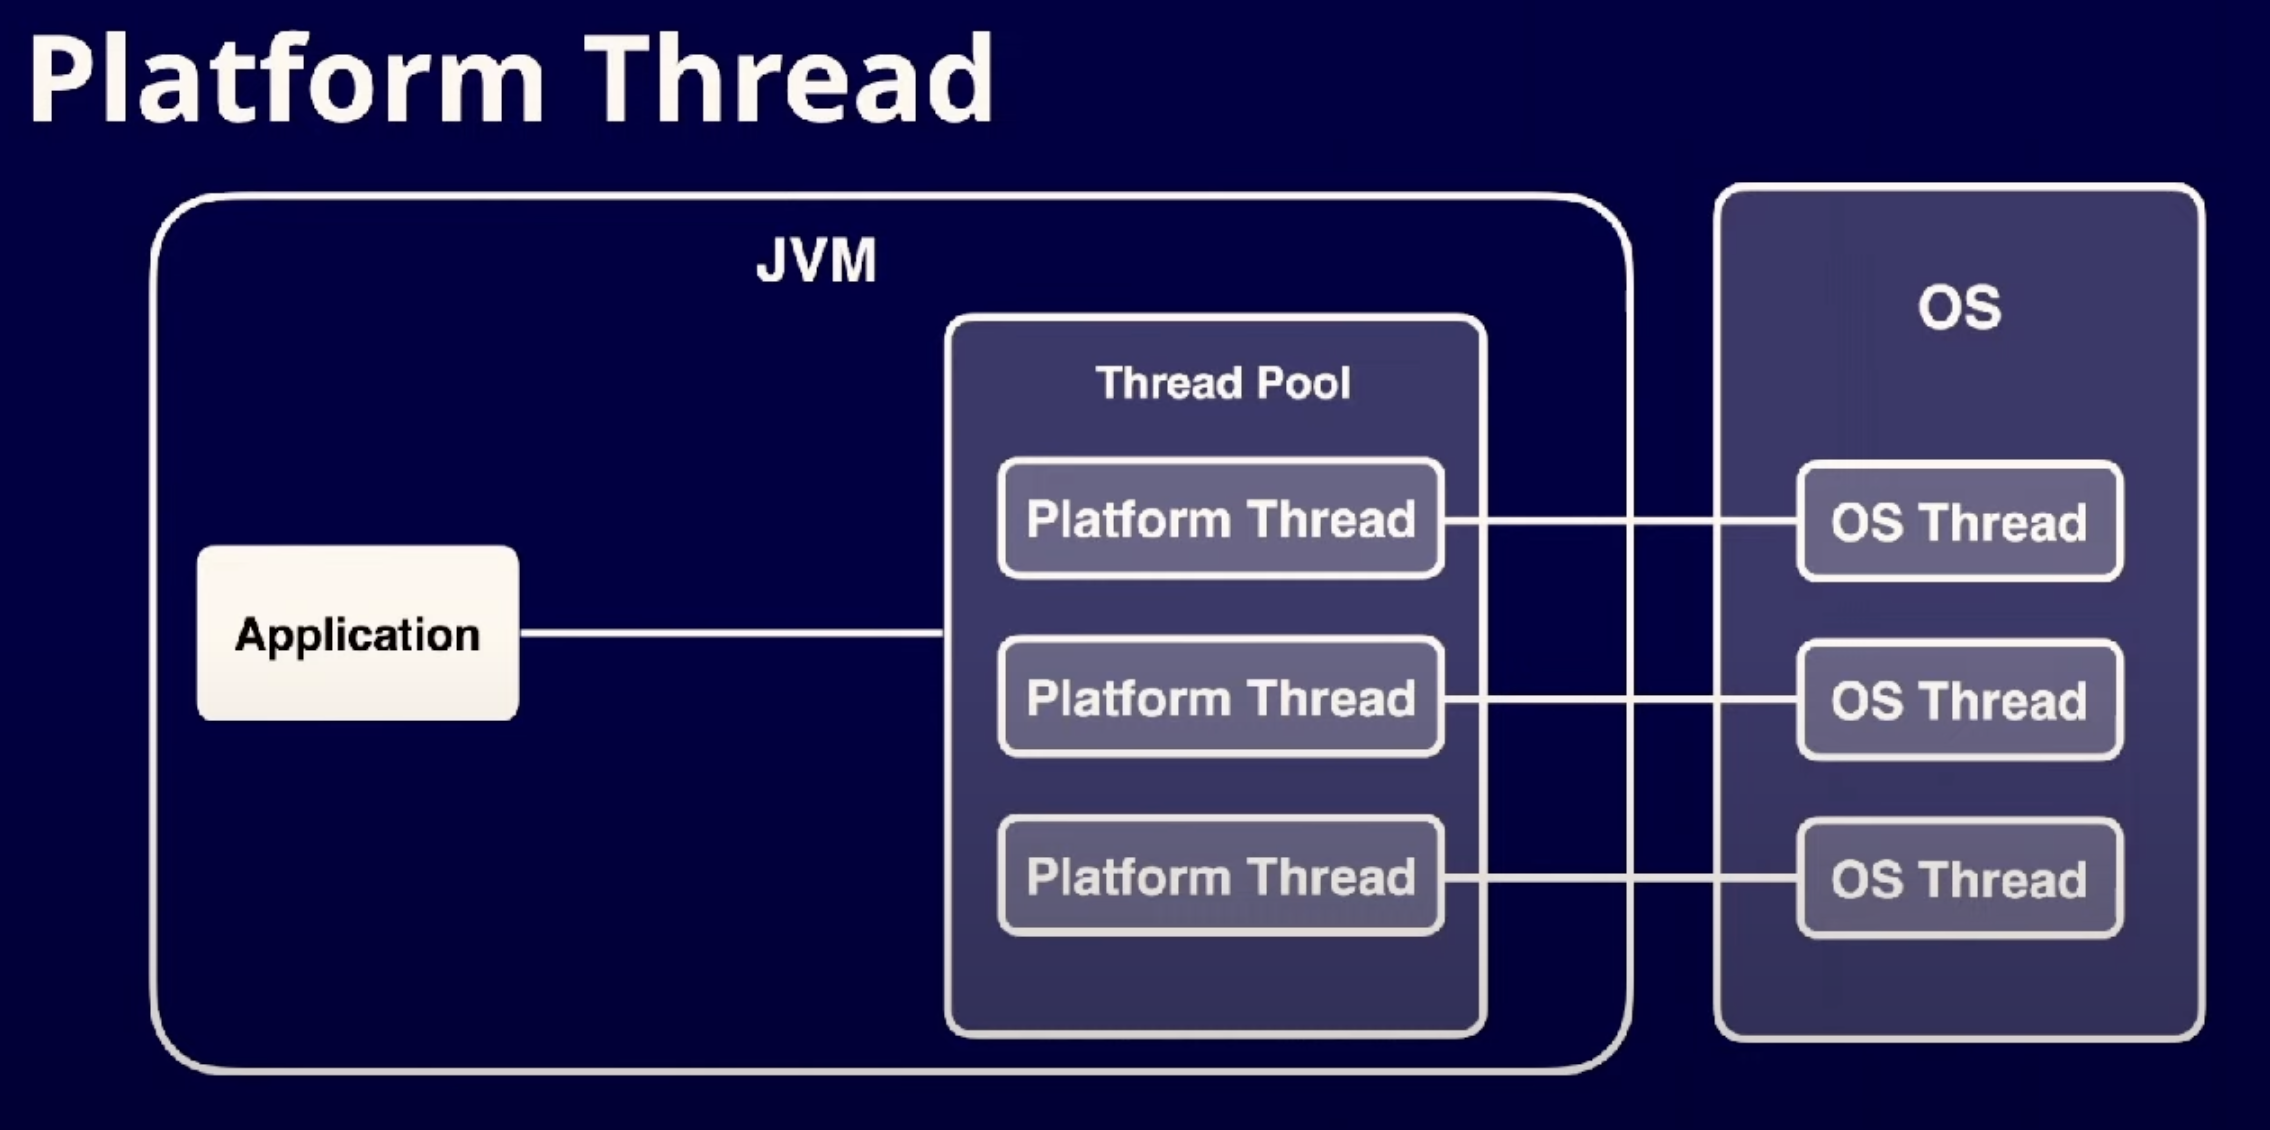 Platform Thread
JVM
OS
Thread Pool
Platform Thread
OS Thread
Application
Platform Thread
OS Thread
Platform Thread
OS Thread